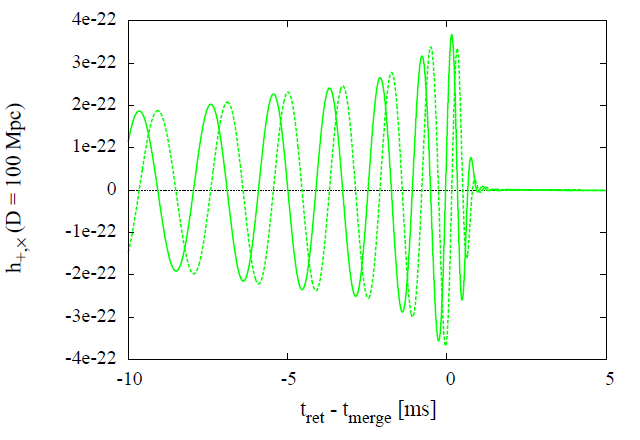 4e-22
3e-22
2e-22
1e-22
0
-1e-22
-2e-22
-3e-22
-4e-22
h+,× (D = 100 Mpc)
-10 -5 0 5
tret - tmerge [ms]